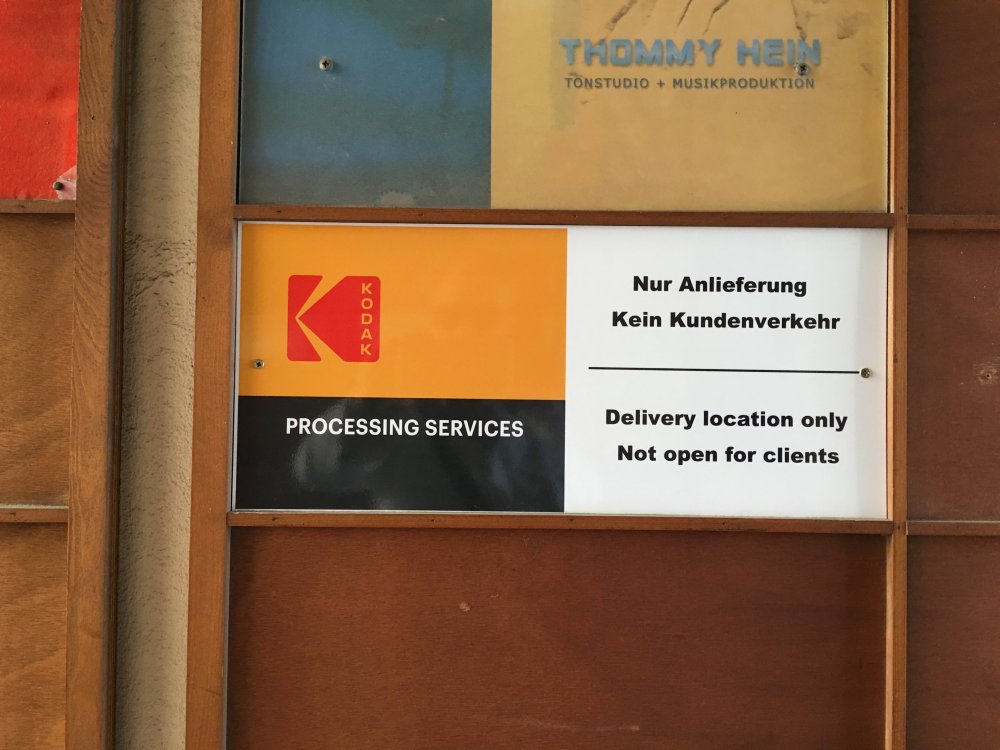 THOMMY HEIN
TONSTUDIO + MUSIKPRODUKTION
KODAK
PROCESSING SERVICES
Nur Anlieferung
Kein Kundenverkehr
Delivery location only
Not open for clients